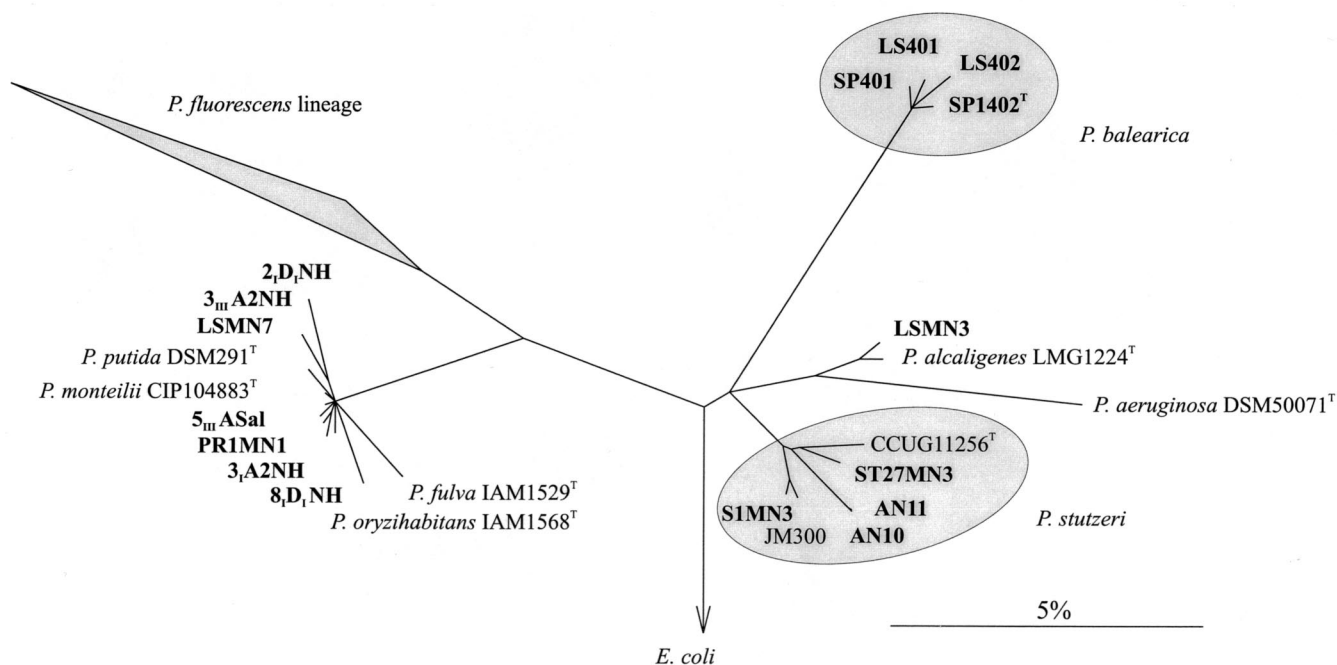 LS401
LS402
SP401
SP1402ᵀ
P. balearica
P. fluorescens lineage
2ᵢDᵢNH
3ᵢᵢᵢA2NH
LSMN7
P. putida DSM291ᵀ
P. monteilii CIP104883ᵀ
5ᵢᵢᵢASal
PR1MN1
3ᵢA2NH
8ᵢDᵢNH
P. fulva IAM1529ᵀ
P. oryzihabitans IAM1568ᵀ
LSMN3
P. alcaligenes LMG1224ᵀ
P. aeruginosa DSM50071ᵀ
CCUG11256ᵀ
ST27MN3
S1MN3
AN11
JM300
AN10
P. stutzeri
5%
E. coli